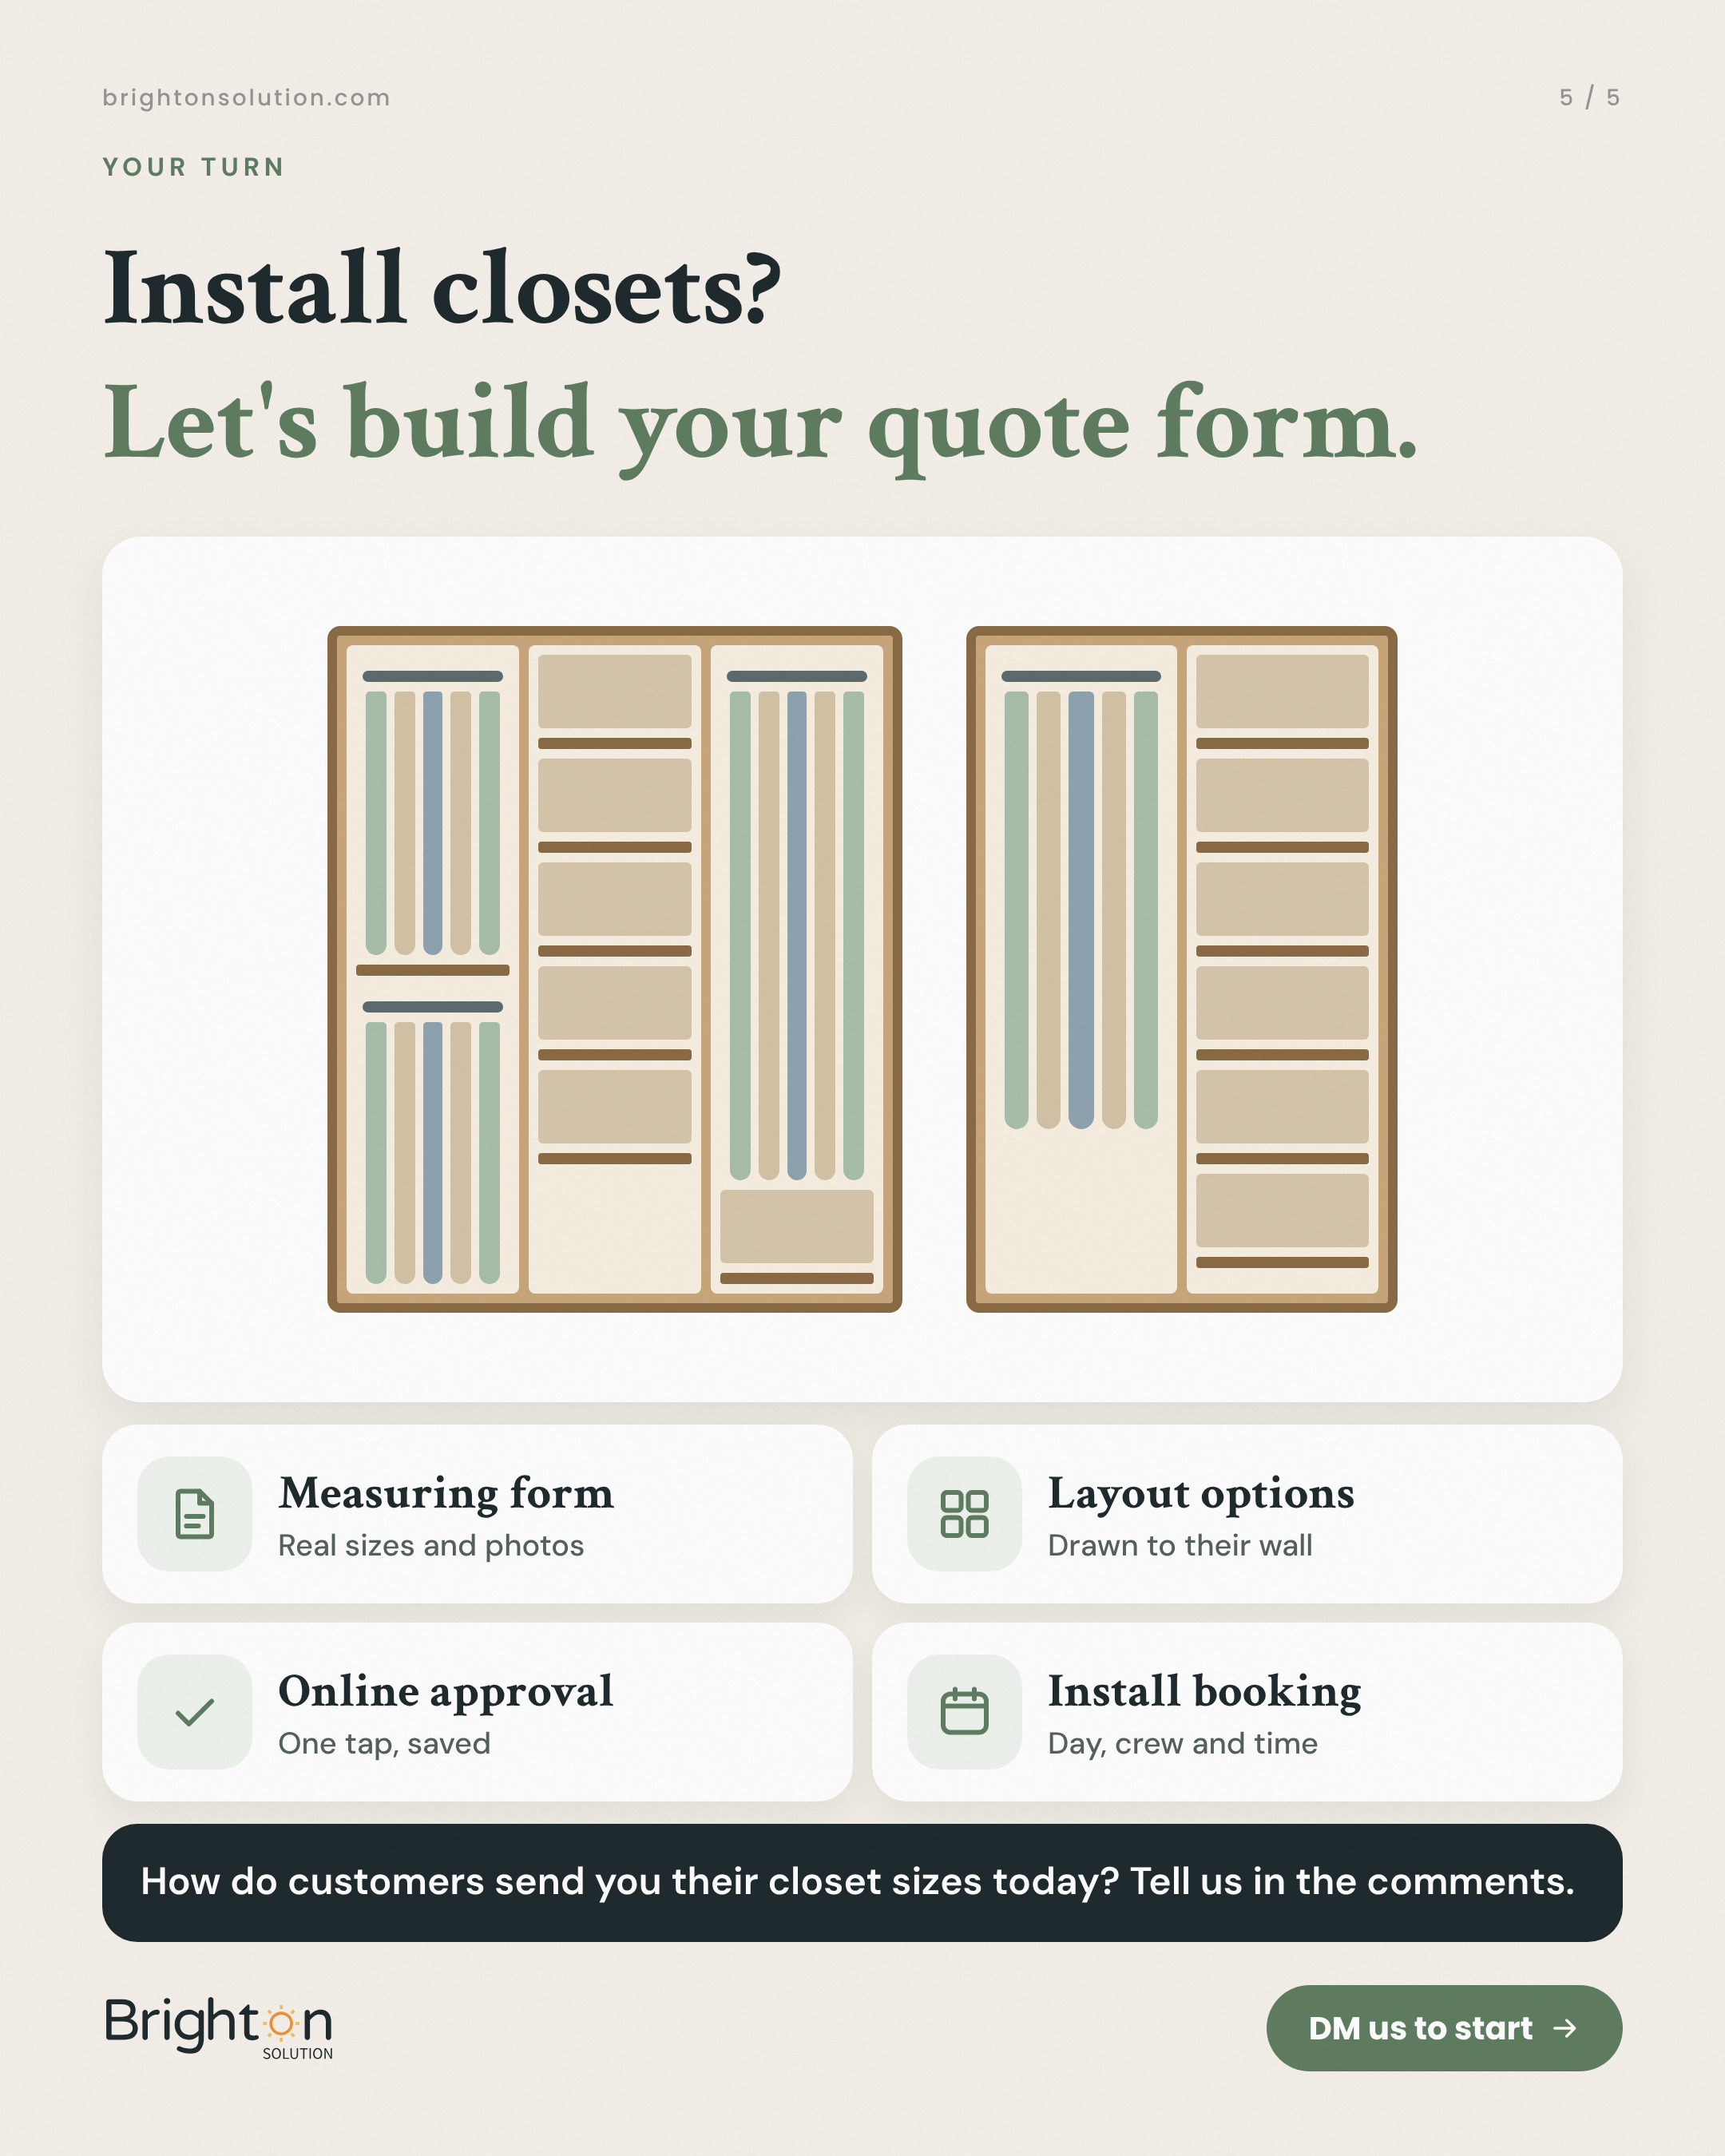 brightonsolution.com
5 / 5
YOUR TURN
Install closets?
Let's build your quote form.
Measuring form
Real sizes and photos
Layout options
Drawn to their wall
Online approval
One tap, saved
Install booking
Day, crew and time
How do customers send you their closet sizes today? Tell us in the comments.
Brighton
SOLUTION
DM us to start →